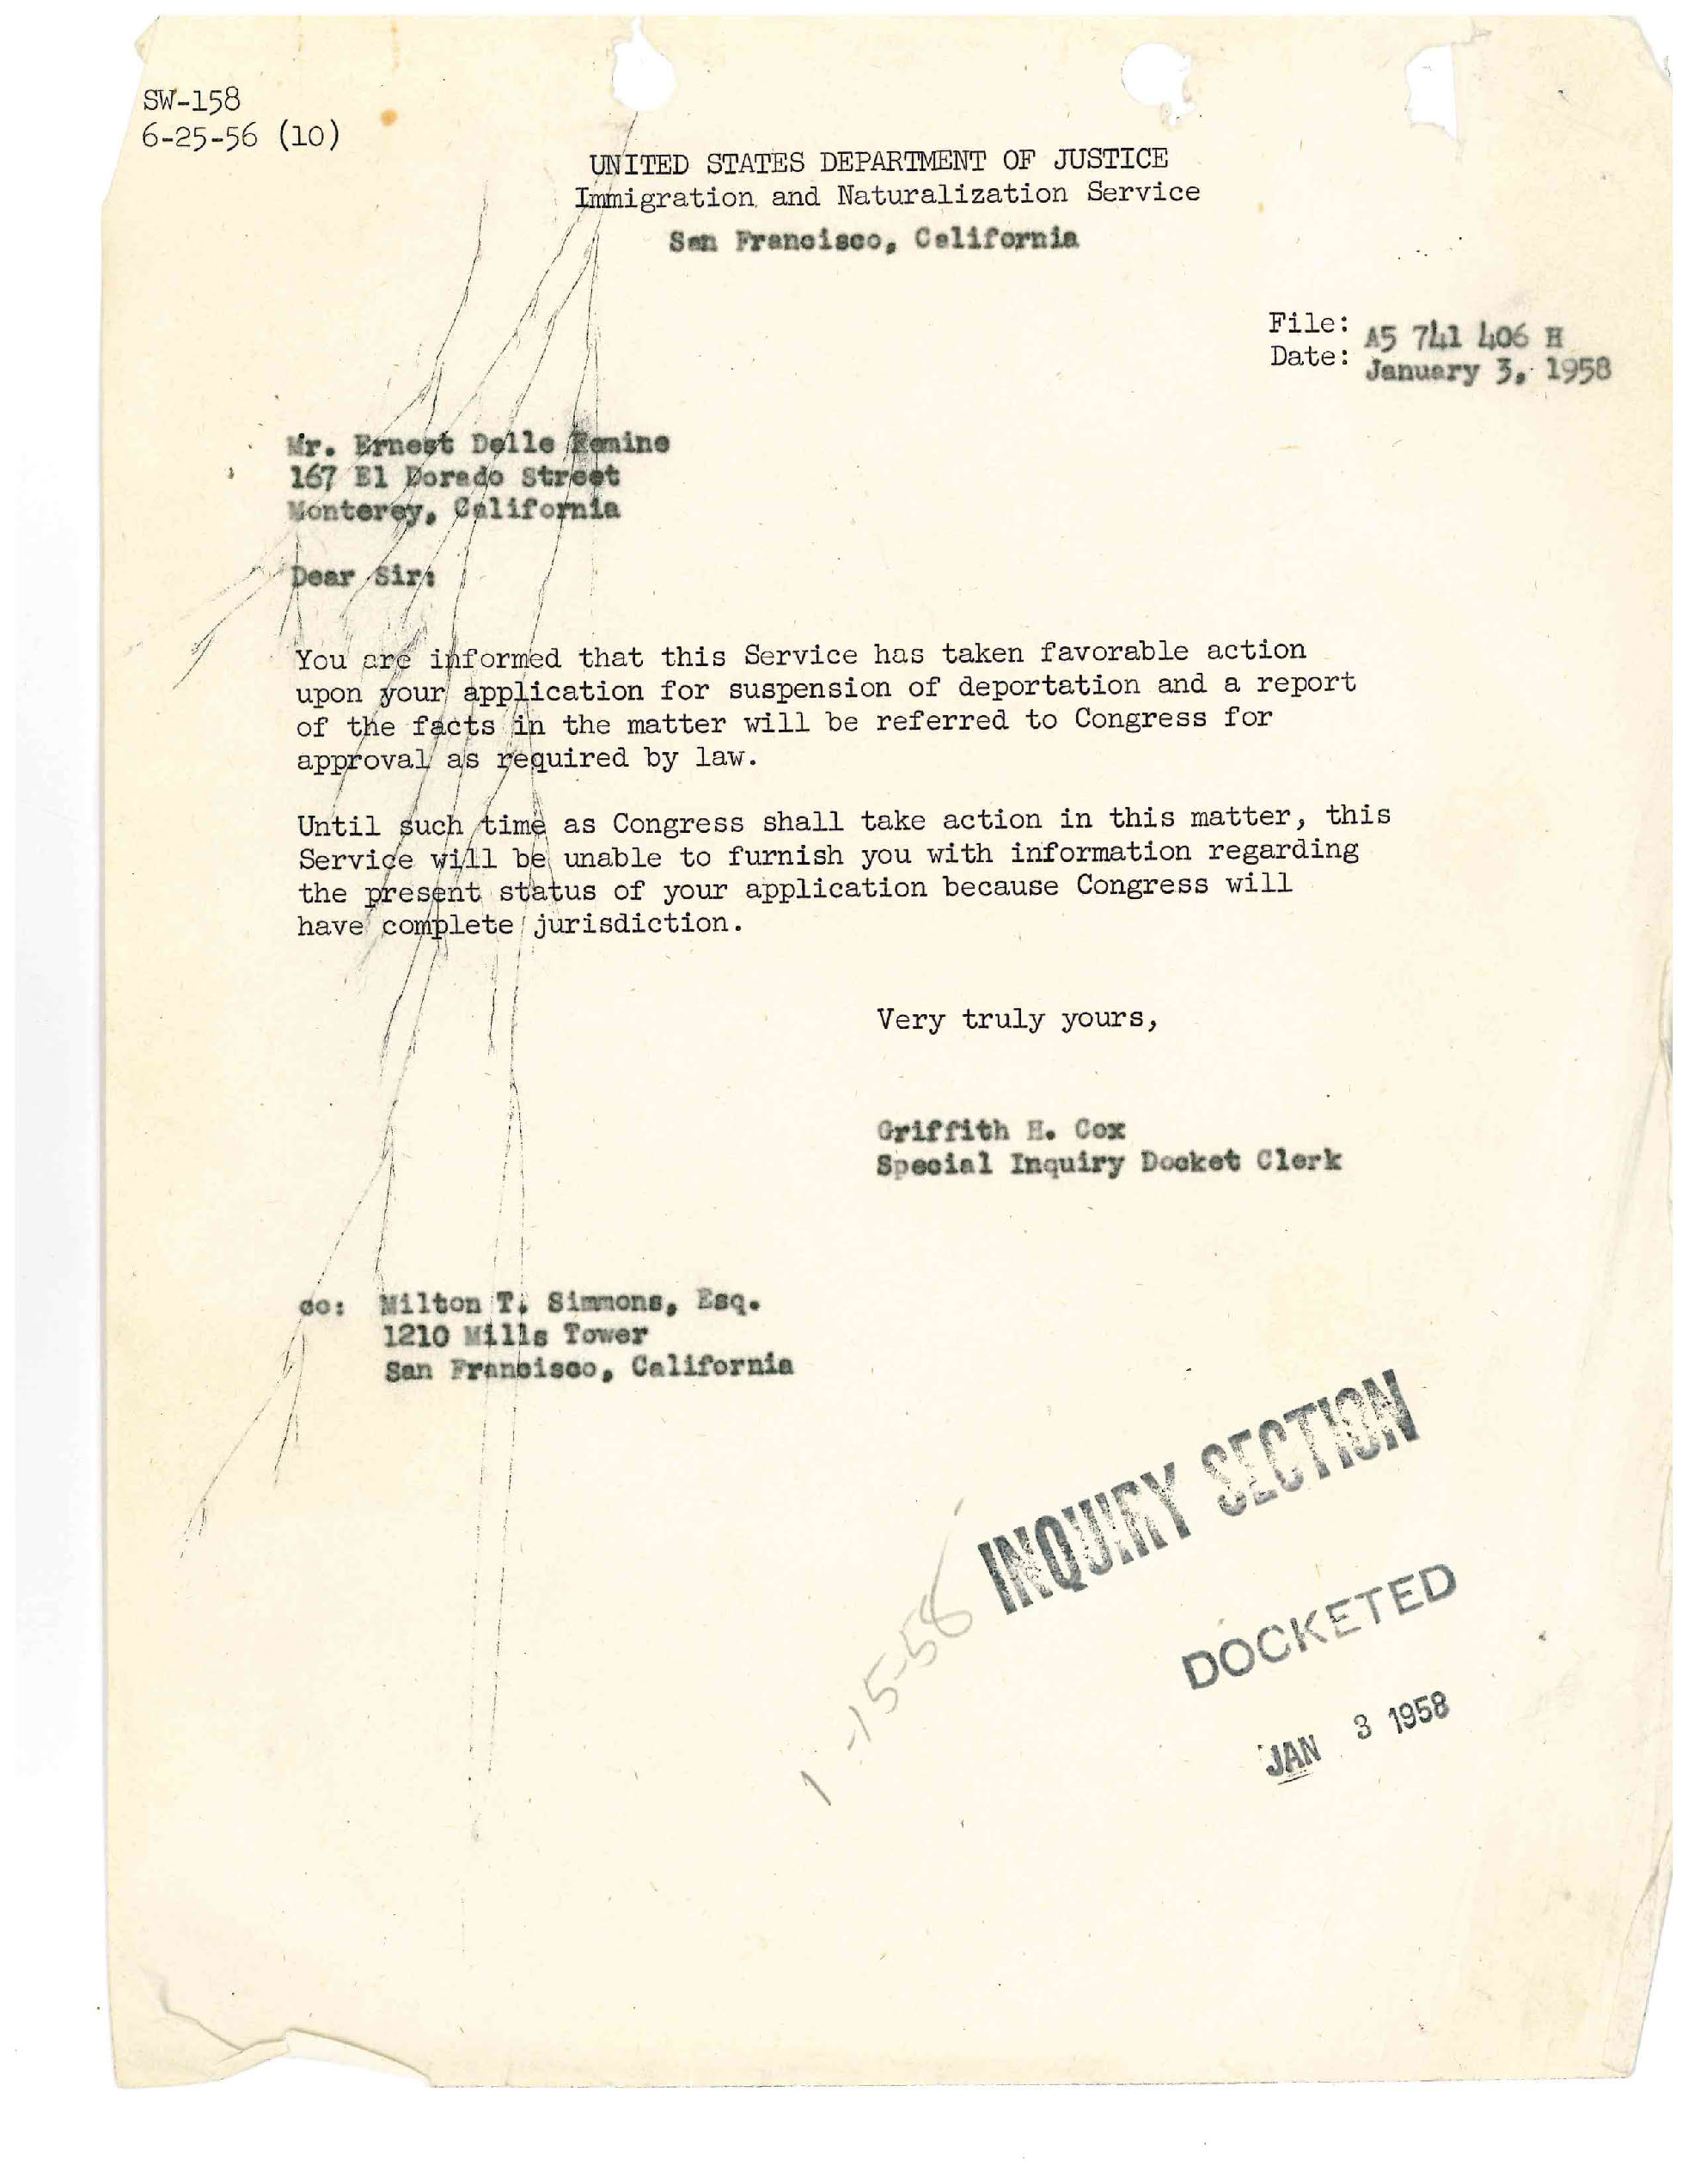 SW-158
6-25-56 (10)
UNITED STATES DEPARTMENT OF JUSTICE
Immigration and Naturalization Service
San Francisco, California
File: A5 741 406 H
Date: January 3, 1958
Mr. Ernest Delle Femine
167 El Dorado Street
Monterey, California
Dear Sir:
You are informed that this Service has taken favorable action
upon your application for suspension of deportation and a report
of the facts in the matter will be referred to Congress for
approval as required by law.
Until such time as Congress shall take action in this matter, this
Service will be unable to furnish you with information regarding
the present status of your application because Congress will
have complete jurisdiction.
Very truly yours,
Griffith H. Cox
Special Inquiry Docket Clerk
cc: Milton T. Simmons, Esq.
1210 Mills Tower
San Francisco, California
INQUIRY SECTION
1-15-58
DOCKETED
JAN 3 1958